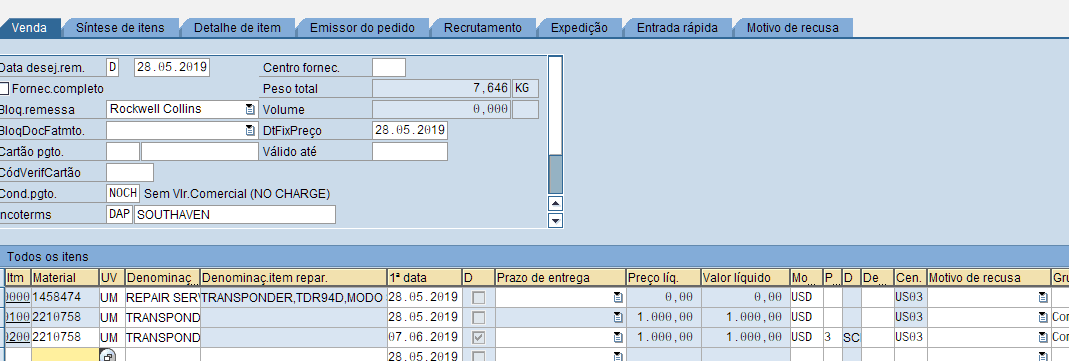 Venda Síntese de itens Detalhe de item Emissor do pedido Recrutamento Expedição Entrada rápida Motivo de recusa
Data desej.rem. D 28.05.2019 Centro fornec.
Fornec.completo Peso total 7,646 KG
Bloq.remessa Rockwell Collins Volume 0,000
BloqDocFatmto. DtFixPreço 28.05.2019
Cartão pgto. Válido até
CódVerifCartão
Cond.pgto. NOCH Sem Vlr.Comercial (NO CHARGE)
ncoterms DAP SOUTHAVEN
Todos os itens
Itm Material UV Denominaç... Denominaç.item repar. 1ª data D Prazo de entrega Preço líq. Valor líquido Mo... P... D De... Cen. Motivo de recusa Gru
0000 1458474 UM REPAIR SERV TRANSPONDER,TDR94D,MODO 28.05.2019 0,00 0,00 USD US03
0100 2210758 UM TRANSPOND 28.05.2019 1.000,00 1.000,00 USD US03 Cor
0200 2210758 UM TRANSPOND 07.06.2019 1.000,00 1.000,00 USD 3 SC US03 Cor
28.05.2019